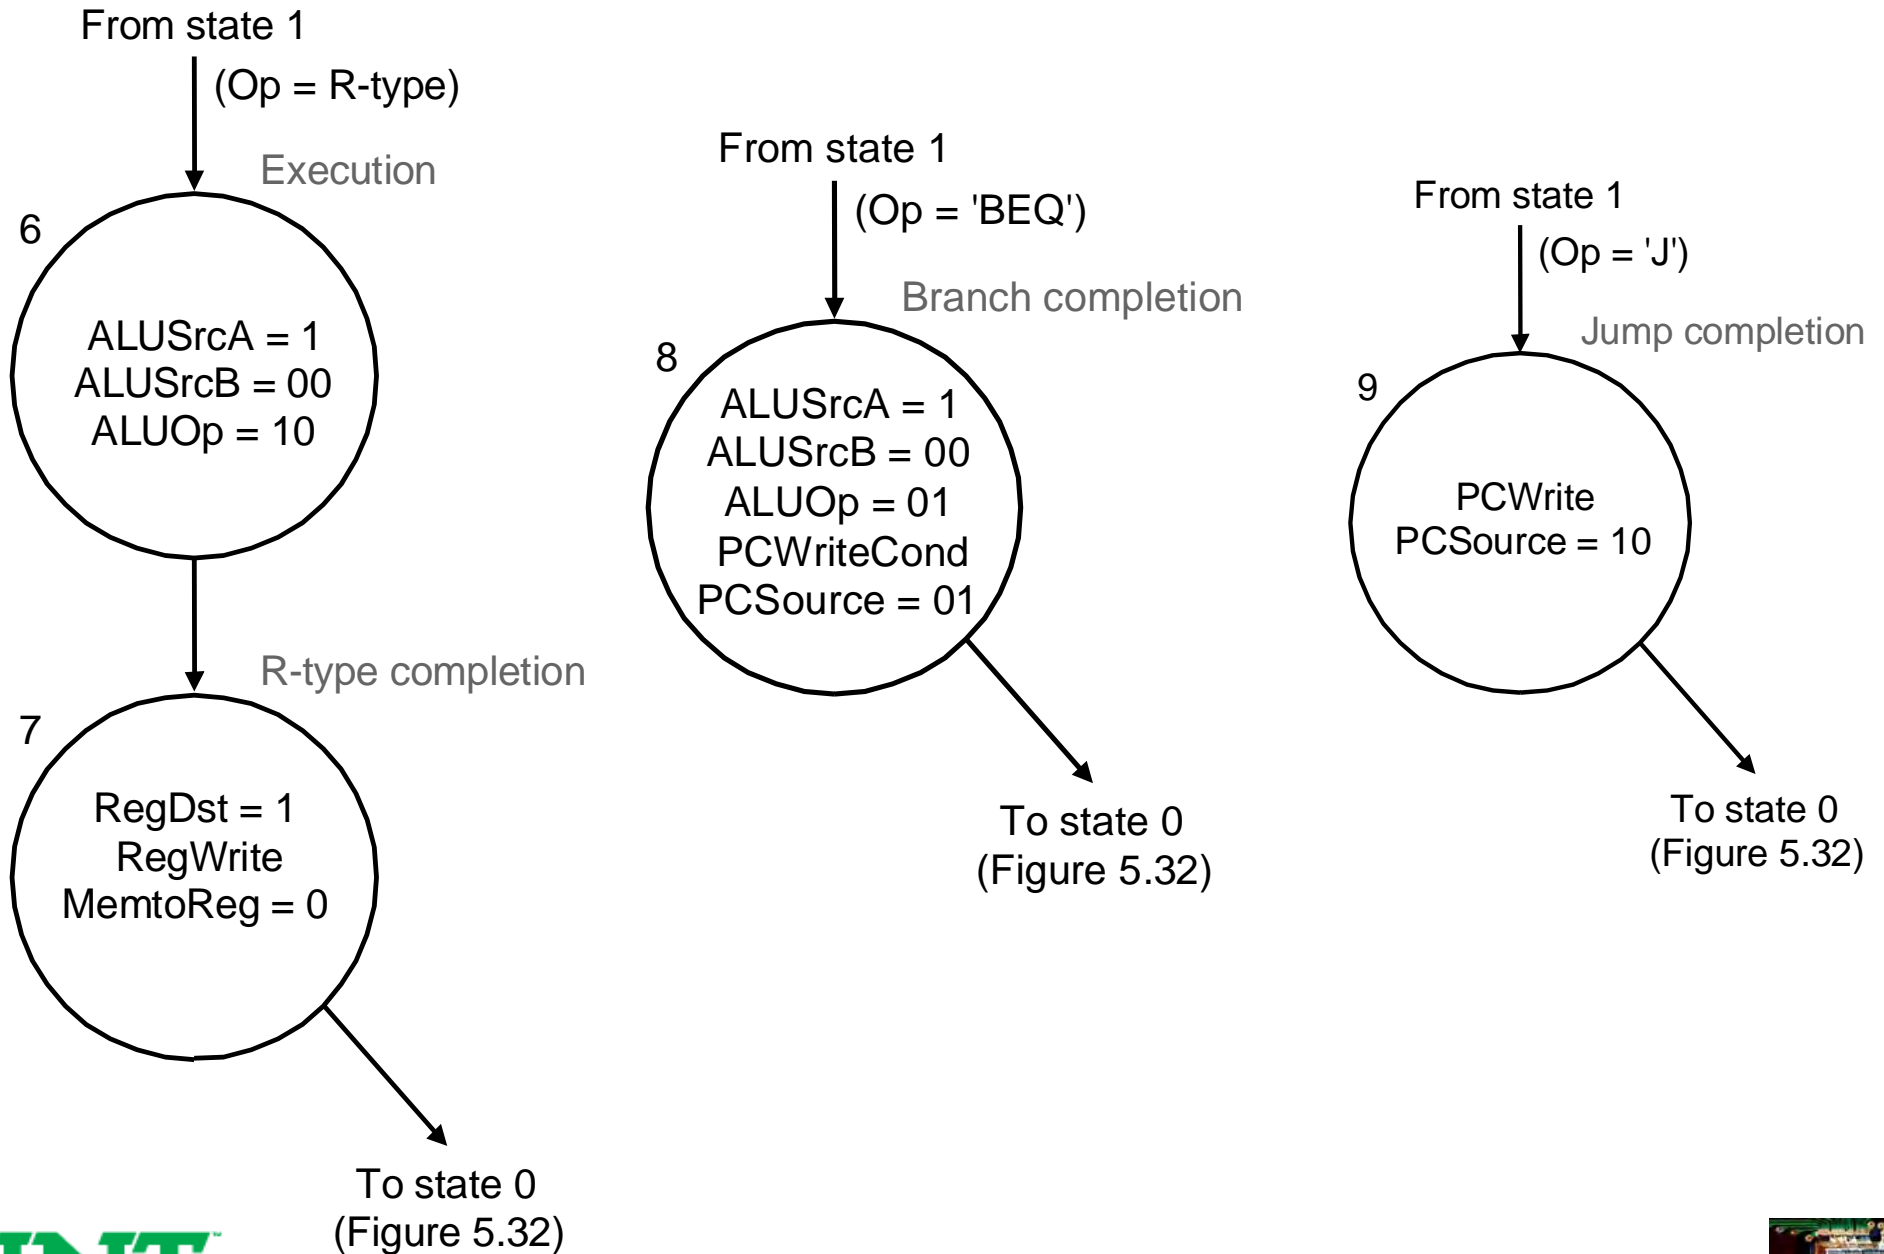 From state 1
(Op = R-type)
Execution
6
ALUSrcA = 1
ALUSrcB = 00
ALUOp = 10
R-type completion
7
RegDst = 1
RegWrite
MemtoReg = 0
To state 0
(Figure 5.32)
From state 1
(Op = 'BEQ')
Branch completion
8
ALUSrcA = 1
ALUSrcB = 00
ALUOp = 01
PCWriteCond
PCSource = 01
To state 0
(Figure 5.32)
From state 1
(Op = 'J')
Jump completion
9
PCWrite
PCSource = 10
To state 0
(Figure 5.32)